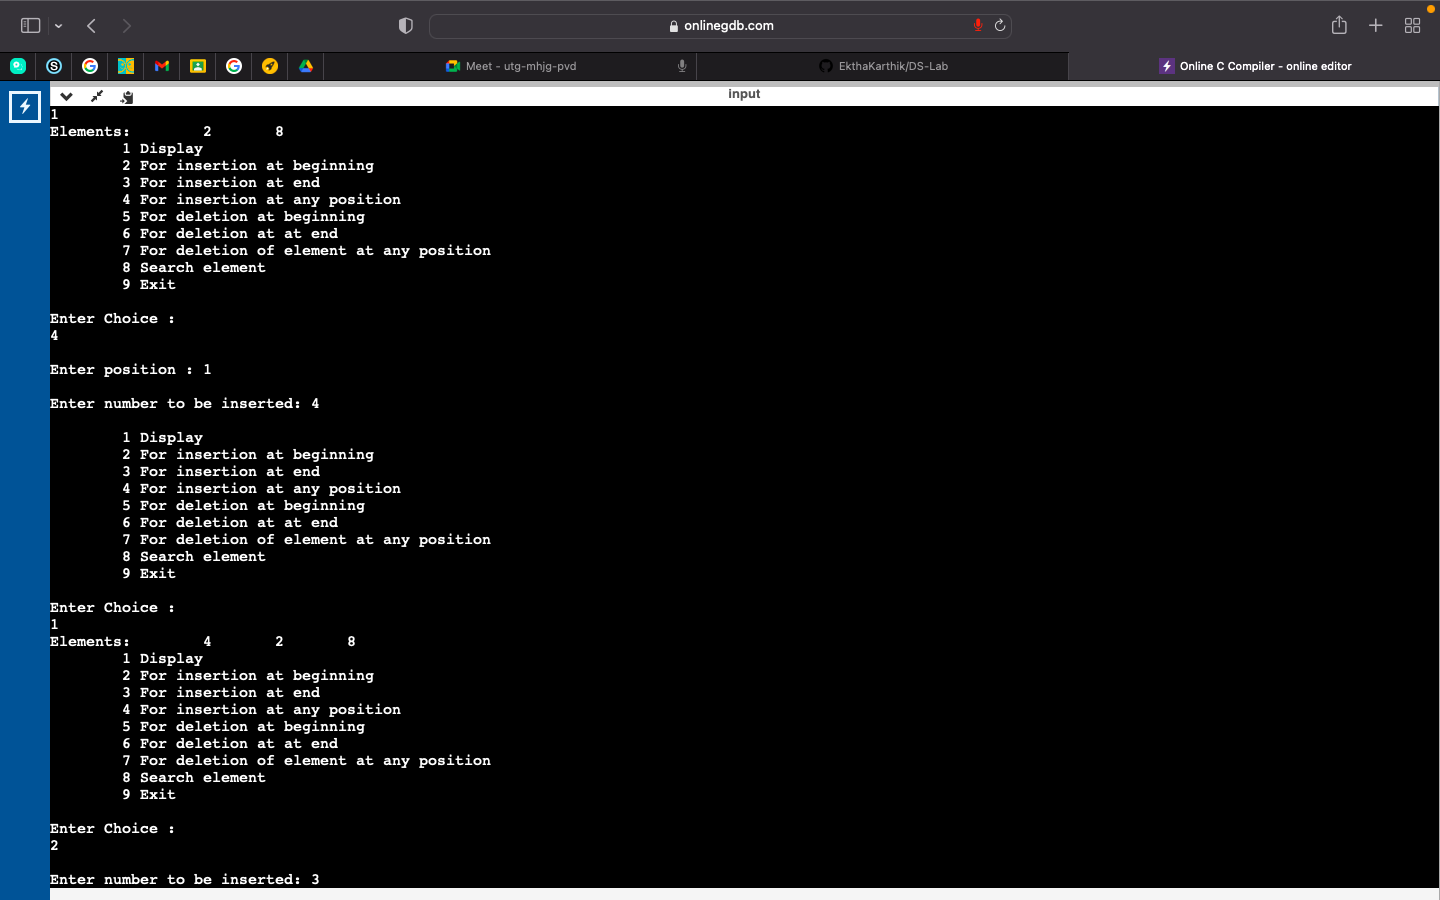 onlinegdb.com
Meet - utg-mhjg-pvd
EkthaKarthik/DS-Lab
Online C Compiler - online editor
input
1
Elements: 2 8
1 Display
2 For insertion at beginning
3 For insertion at end
4 For insertion at any position
5 For deletion at beginning
6 For deletion at at end
7 For deletion of element at any position
8 Search element
9 Exit
Enter Choice :
4
Enter position : 1
Enter number to be inserted: 4
1 Display
2 For insertion at beginning
3 For insertion at end
4 For insertion at any position
5 For deletion at beginning
6 For deletion at at end
7 For deletion of element at any position
8 Search element
9 Exit
Enter Choice :
1
Elements: 4 2 8
1 Display
2 For insertion at beginning
3 For insertion at end
4 For insertion at any position
5 For deletion at beginning
6 For deletion at at end
7 For deletion of element at any position
8 Search element
9 Exit
Enter Choice :
2
Enter number to be inserted: 3